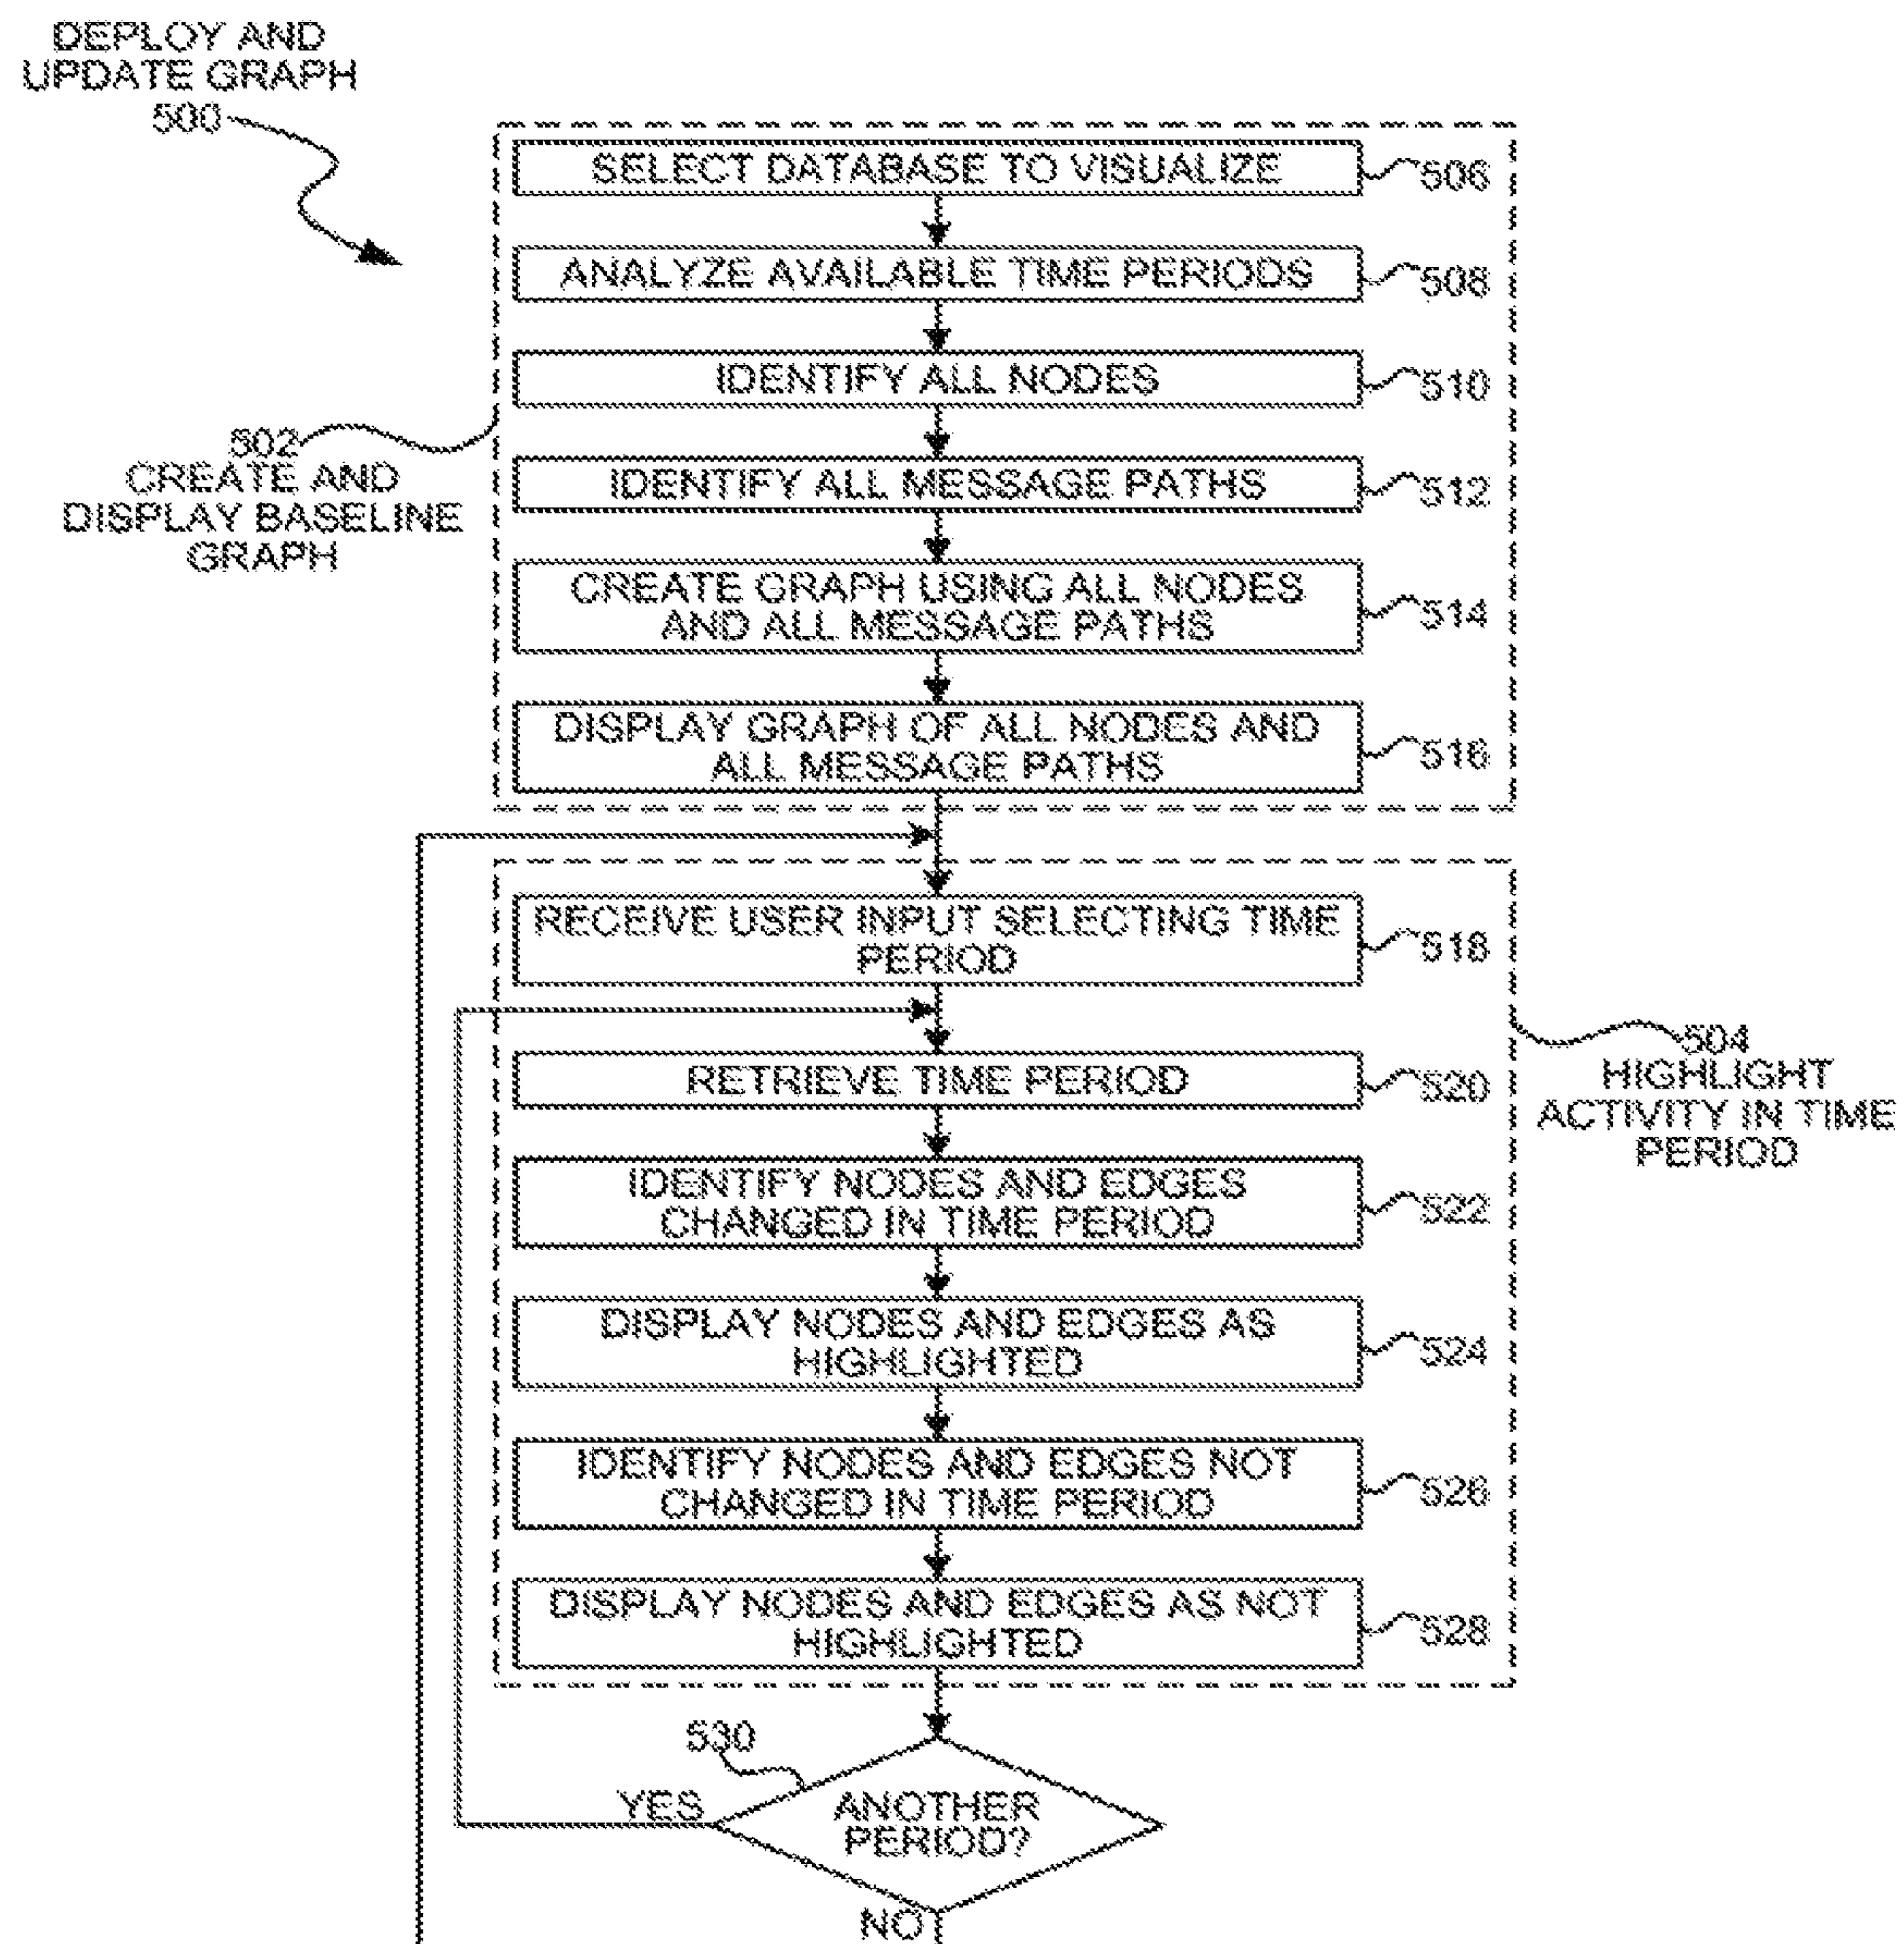 DEPLOY AND
UPDATE GRAPH
500
SELECT DATABASE TO VISUALIZE
506
ANALYZE AVAILABLE TIME PERIODS
508
IDENTIFY ALL NODES
510
502
CREATE AND
DISPLAY BASELINE
GRAPH
IDENTIFY ALL MESSAGE PATHS
512
CREATE GRAPH USING ALL NODES
AND ALL MESSAGE PATHS
514
DISPLAY GRAPH OF ALL NODES AND
ALL MESSAGE PATHS
516
RECEIVE USER INPUT SELECTING TIME
PERIOD
518
504
HIGHLIGHT
ACTIVITY IN TIME
PERIOD
RETRIEVE TIME PERIOD
520
IDENTIFY NODES AND EDGES
CHANGED IN TIME PERIOD
522
DISPLAY NODES AND EDGES AS
HIGHLIGHTED
524
IDENTIFY NODES AND EDGES NOT
CHANGED IN TIME PERIOD
526
DISPLAY NODES AND EDGES AS NOT
HIGHLIGHTED
528
530
YES
ANOTHER
PERIOD?
NO